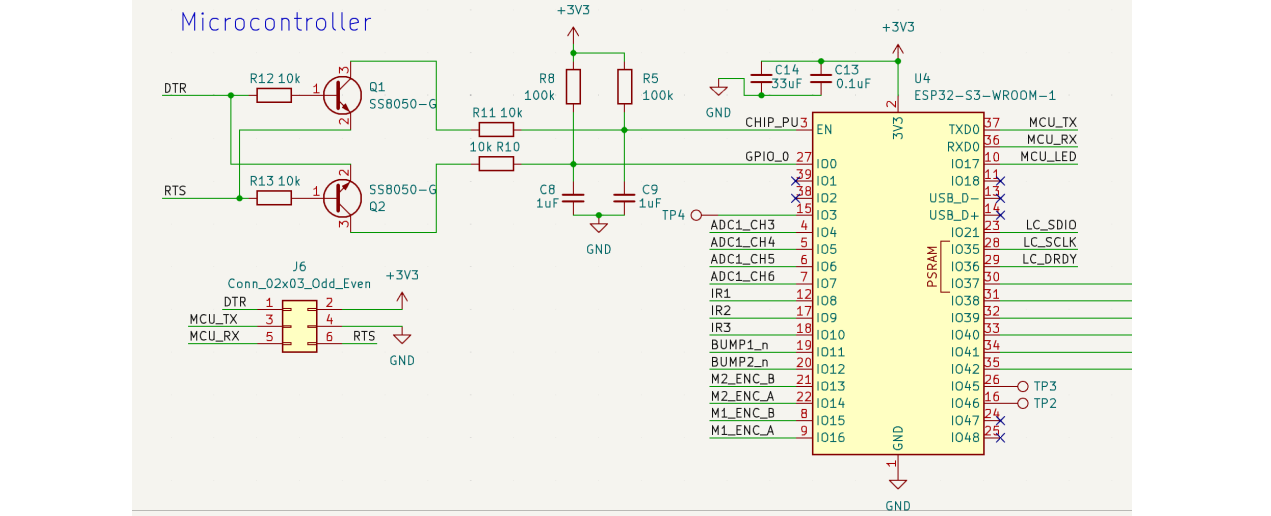 Microcontroller
DTR
R12 10k
1
3
2
Q1
SS8050-G
RTS
R13 10k
1
2
3
SS8050-G
Q2
R11 10k
10k R10
+3V3
R8
100k
R5
100k
C8
1uF
C9
1uF
GND
J6
Conn_02x03_Odd_Even
DTR 1 2 +3V3
MCU_TX 3 4
MCU_RX 5 6 RTS
GND
+3V3
C14
33uF
C13
0.1uF
GND
U4
ESP32-S3-WROOM-1
2
3V3
CHIP_PU 3 EN
GPIO_0 27 IO0
39 IO1
38 IO2
TP4 15 IO3
ADC1_CH3 4 IO4
ADC1_CH4 5 IO5
ADC1_CH5 6 IO6
ADC1_CH6 7 IO7
IR1 12 IO8
IR2 17 IO9
IR3 18 IO10
BUMP1_n 19 IO11
BUMP2_n 20 IO12
M2_ENC_B 21 IO13
M2_ENC_A 22 IO14
M1_ENC_B 8 IO15
M1_ENC_A 9 IO16
TXD0 37 MCU_TX
RXD0 36 MCU_RX
IO17 10 MCU_LED
IO18 11
USB_D- 13
USB_D+ 14
IO21 23 LC_SDIO
IO35 28 LC_SCLK
IO36 29 LC_DRDY
IO37 30
PSRAM
IO38 31
IO39 32
IO40 33
IO41 34
IO42 35
IO45 26 TP3
IO46 16 TP2
IO47 24
IO48 25
GND
1
GND